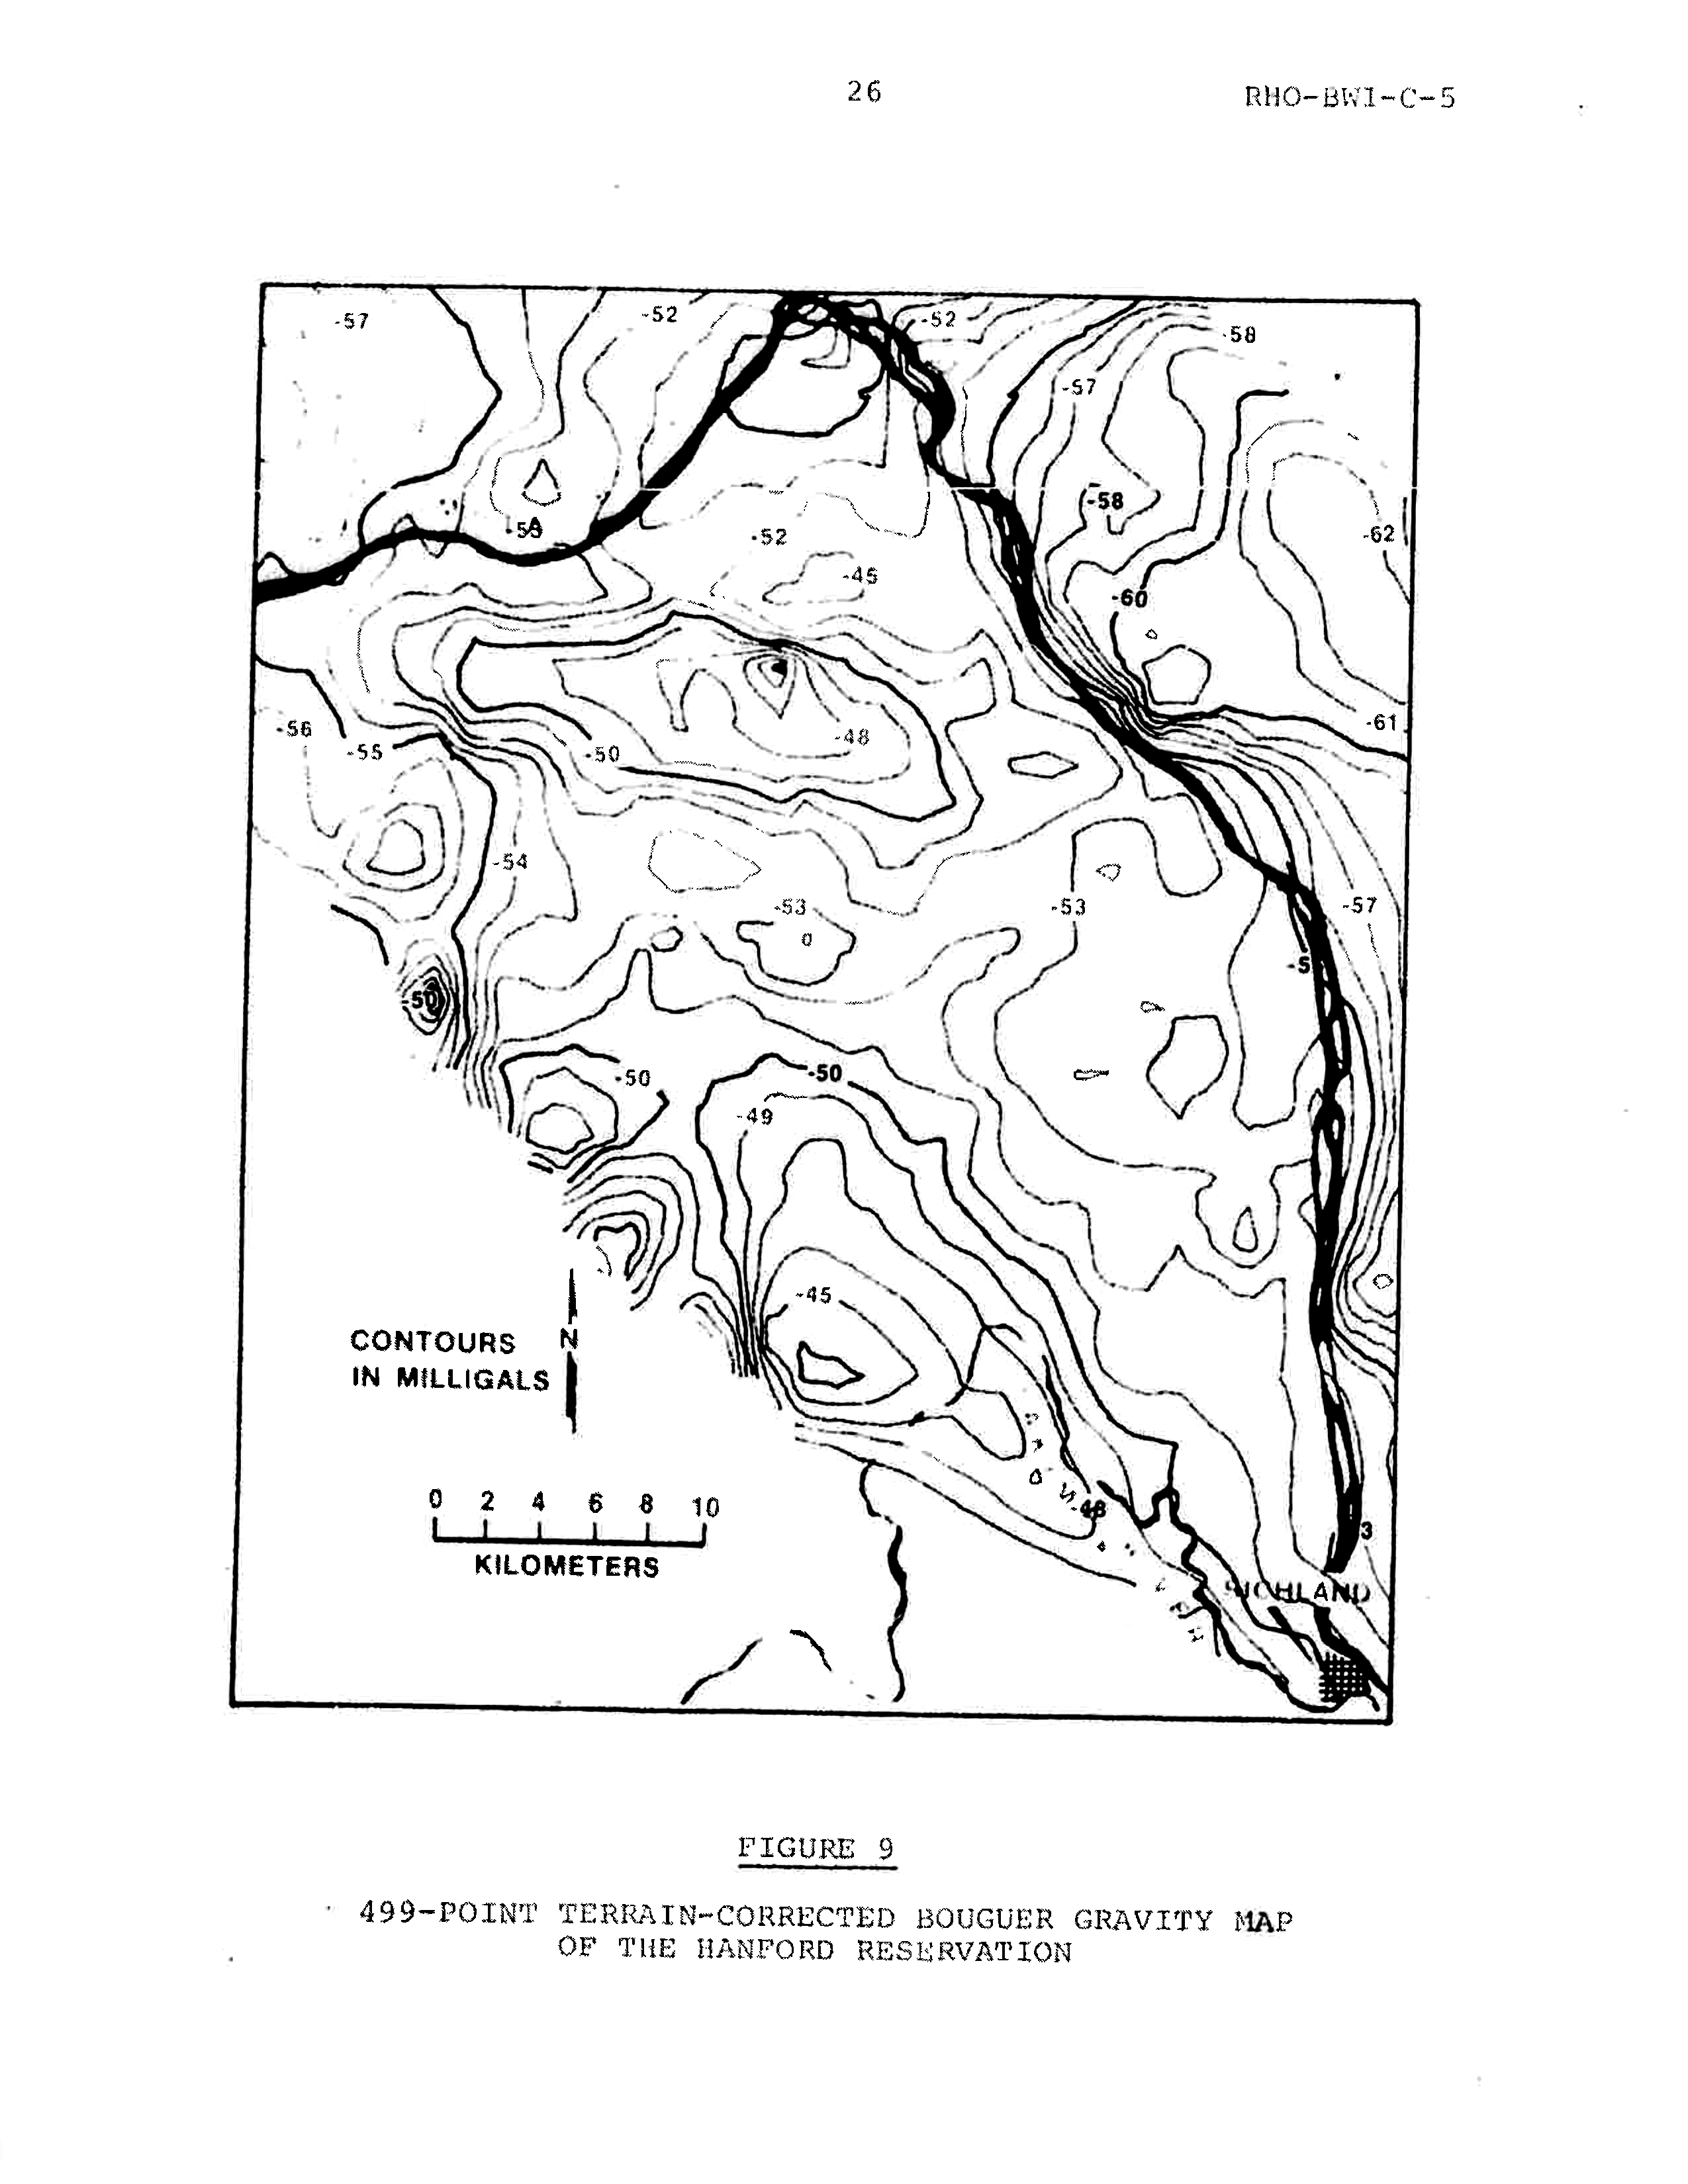 26
RHO-BWI-C-5
-57
-52
-52
-58
-57
-58
-62
-52
-45
-60
-56
-55
-50
-48
-61
-54
-53
-53
-57
-50
-50
-50
-49
-45
CONTOURS
IN MILLIGALS
N
0 2 4 6 8 10
KILOMETERS
-48
3
RICHLAND
FIGURE 9
499-POINT TERRAIN-CORRECTED BOUGUER GRAVITY MAP
OF THE HANFORD RESERVATION